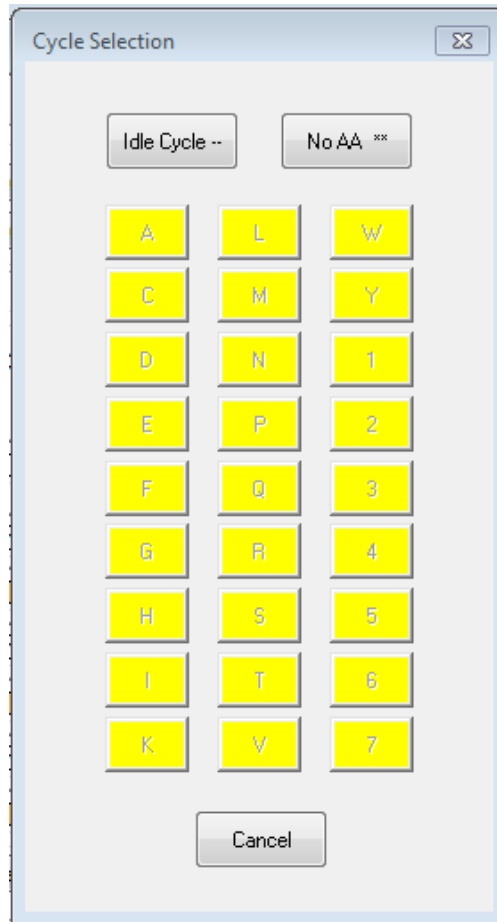 Cycle Selection
Idle Cycle -- No AA **
A L W
C M Y
D N 1
E P 2
F Q 3
G R 4
H S 5
I T 6
K V 7
Cancel